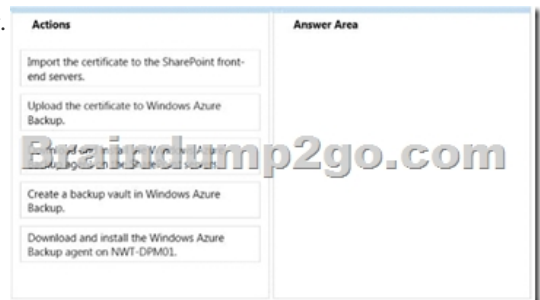 Actions
Answer Area
Import the certificate to the SharePoint front-
end servers.
Upload the certificate to Windows Azure
Backup.
Braindump2go.com
Create a backup vault in Windows Azure
Backup.
Download and install the Windows Azure
Backup agent on NWT-DPM01.